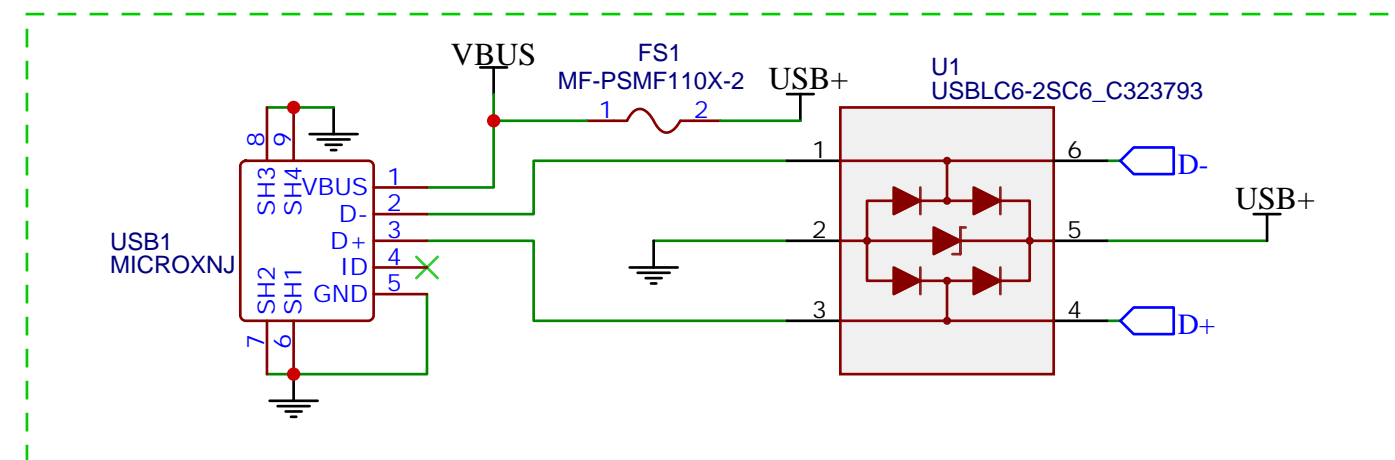 VBUS
FS1
MF-PSMF110X-2
USB+
1
2
U1
USBLC6-2SC6_C323793
8
9
SH3
SH4
VBUS
1
D-
2
D+
3
ID
4
GND
5
SH2
SH1
7
6
USB1
MICROXNJ
1
6
D-
2
5
USB+
3
4
D+